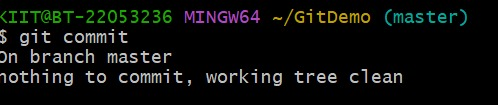 KIIT@BT-22053236 MINGW64 ~/GitDemo (master)
$ git commit
On branch master
nothing to commit, working tree clean